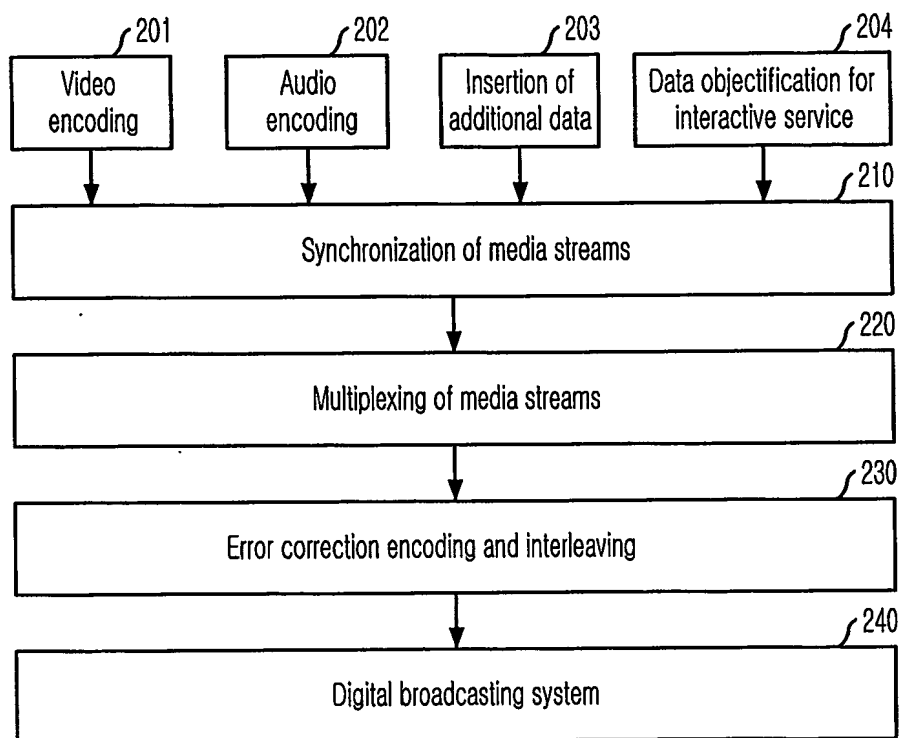 201
202
203
204
Video
encoding
Audio
encoding
Insertion of
additional data
Data objectification for
interactive service
210
Synchronization of media streams
220
Multiplexing of media streams
230
Error correction encoding and interleaving
240
Digital broadcasting system